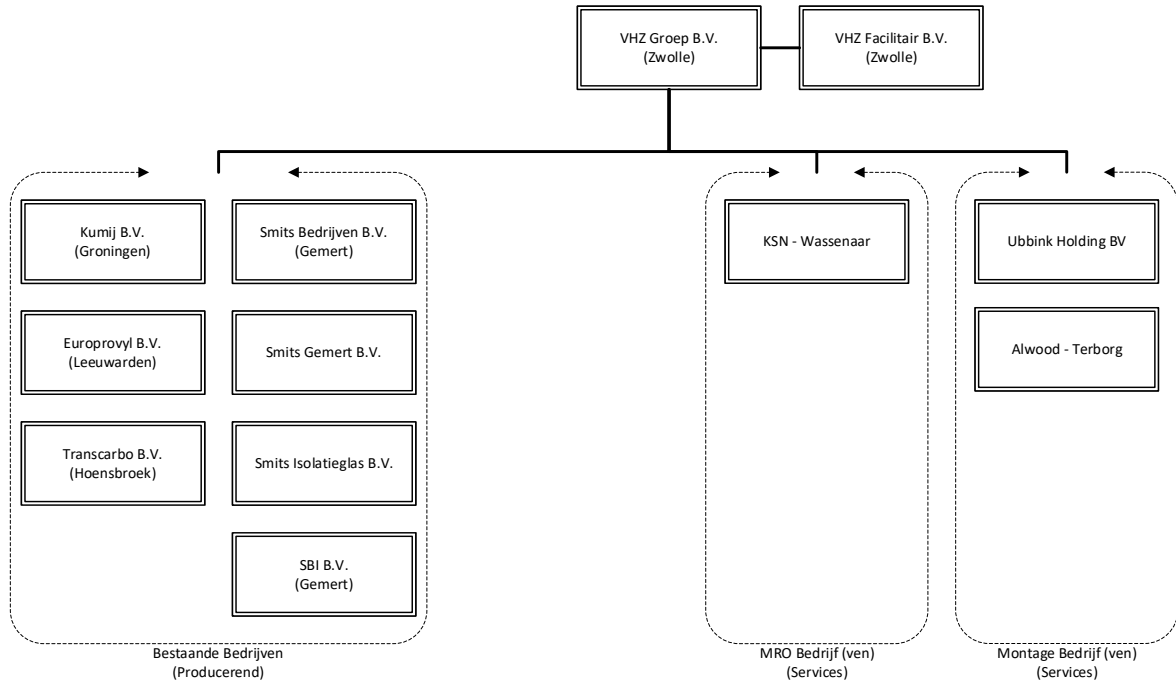 VHZ Groep B.V.
(Zwolle)
VHZ Facilitair B.V.
(Zwolle)
Kumij B.V.
(Groningen)
Smits Bedrijven B.V.
(Gemert)
KSN - Wassenaar
Ubbink Holding BV
Europrovyl B.V.
(Leeuwarden)
Smits Gemert B.V.
Alwood - Terborg
Transcarbo B.V.
(Hoensbroek)
Smits Isolatieglas B.V.
SBI B.V.
(Gemert)
Bestaande Bedrijven
(Producerend)
MRO Bedrijf (ven)
(Services)
Montage Bedrijf (ven)
(Services)